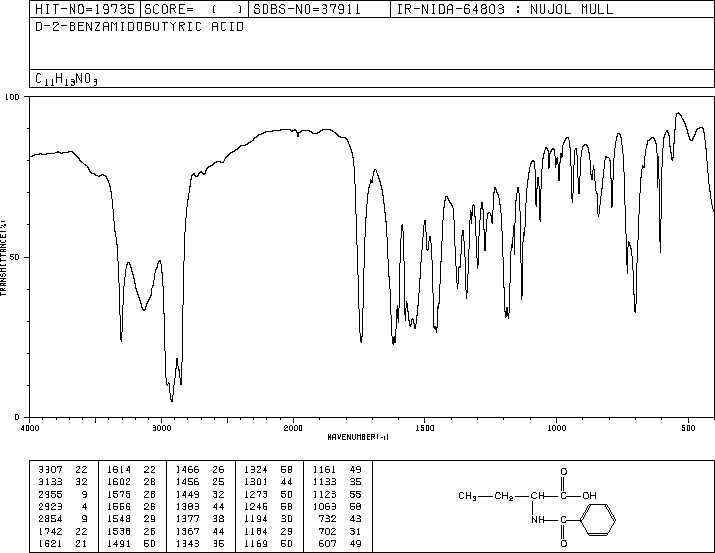 HIT-NO=19735 SCORE= ( ) SDBS-NO=37911 IR-NIDA-64803 : NUJOL MULL
D-2-BENZAMIDOBUTYRIC ACID
C11H13NO3
100
50
0
TRANSMITTANCE(%)
4000 3000 2000 1500 1000 500
WAVENUMBER(-1)
3307 22 1614 22 1466 26 1324 58 1161 49
3133 32 1602 28 1456 25 1301 44 1133 35
2955 9 1575 28 1449 32 1273 50 1123 55
2923 4 1556 26 1383 44 1246 58 1063 58
2854 9 1548 29 1377 38 1194 30 732 43
1742 22 1538 26 1367 44 1184 29 702 31
1621 21 1491 50 1343 35 1169 50 607 49
O
CH3 CH2 CH C OH
NH C
O